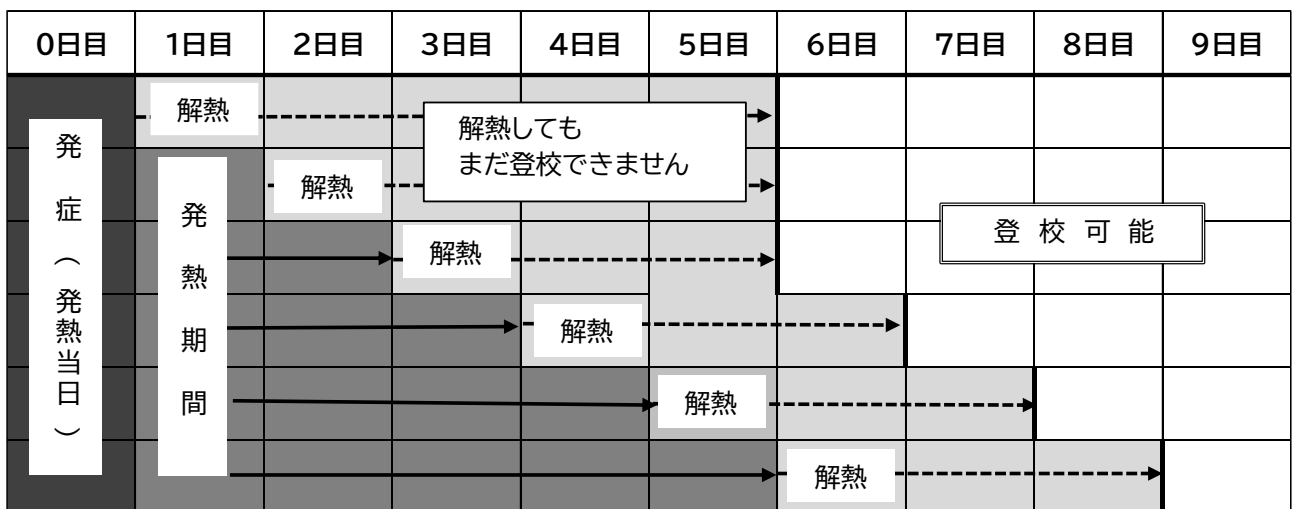 0日目 1日目 2日目 3日目 4日目 5日目 6日目 7日目 8日目 9日目
発症(発熱当日)
発熱期間
解熱
解熱しても
まだ登校できません
解熱
登校可能
解熱
解熱
解熱
解熱